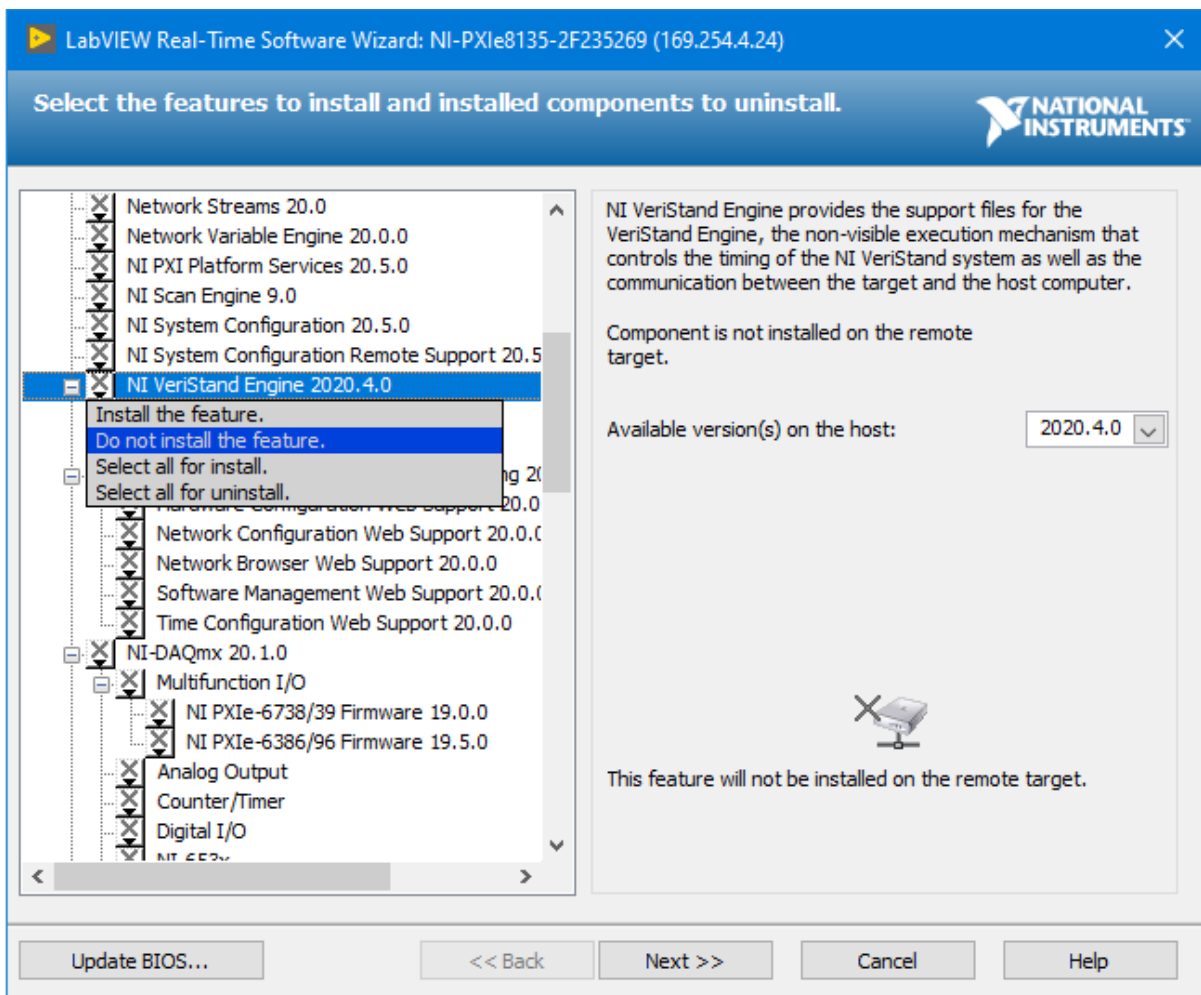 LabVIEW Real-Time Software Wizard: NI-PXIe8135-2F235269 (169.254.4.24)
Select the features to install and installed components to uninstall.
NATIONAL
INSTRUMENTS
Network Streams 20.0
Network Variable Engine 20.0.0
NI PXI Platform Services 20.5.0
NI Scan Engine 9.0
NI System Configuration 20.5.0
NI System Configuration Remote Support 20.5
NI VeriStand Engine 2020.4.0
Install the feature.
Do not install the feature.
Select all for install.
Select all for uninstall.
Network Configuration Web Support 20.0.0
Network Browser Web Support 20.0.0
Software Management Web Support 20.0.0
Time Configuration Web Support 20.0.0
NI-DAQmx 20.1.0
Multifunction I/O
NI PXIe-6738/39 Firmware 19.0.0
NI PXIe-6386/96 Firmware 19.5.0
Analog Output
Counter/Timer
Digital I/O
NI VeriStand Engine provides the support files for the
VeriStand Engine, the non-visible execution mechanism that
controls the timing of the NI VeriStand system as well as the
communication between the target and the host computer.
Component is not installed on the remote
target.
Available version(s) on the host:
2020.4.0
This feature will not be installed on the remote target.
Update BIOS...
<< Back
Next >>
Cancel
Help